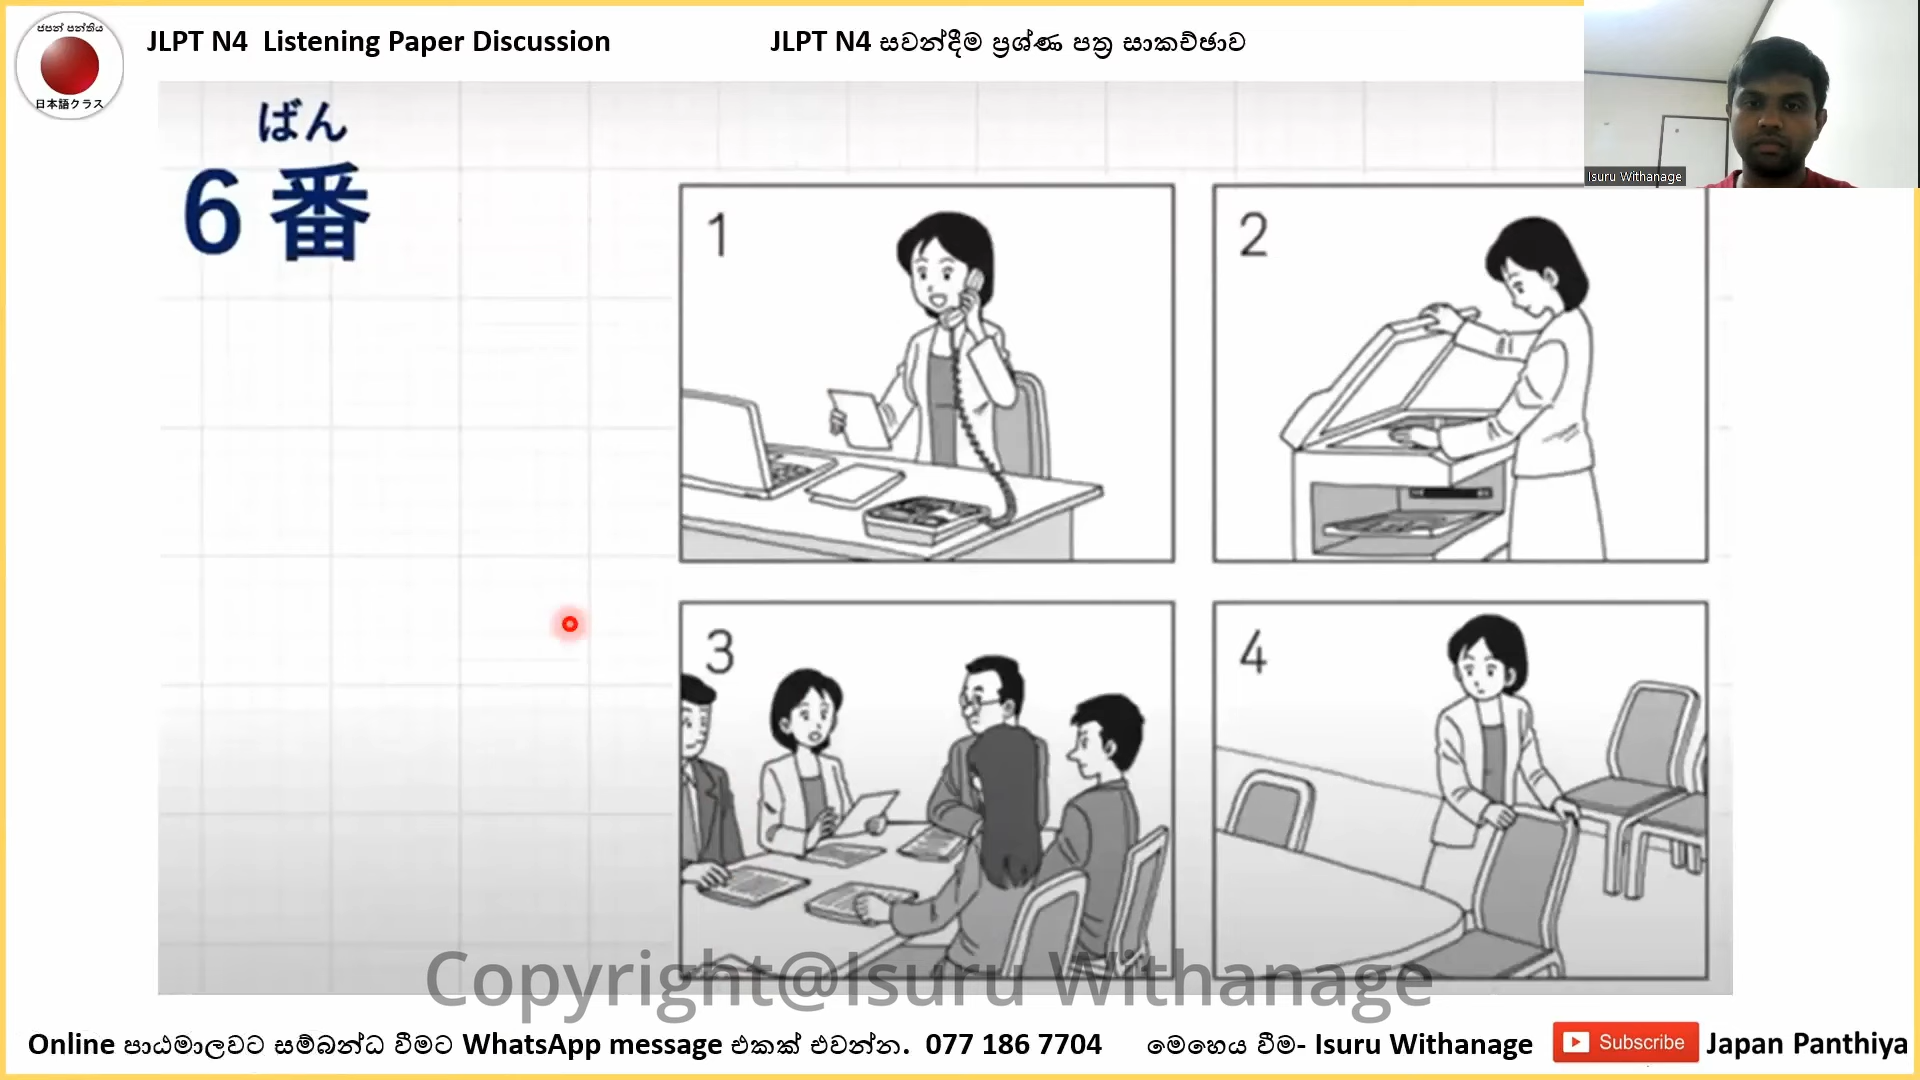 ජපන් පන්තිය
日本語クラス
JLPT N4 Listening Paper Discussion
JLPT N4 සවන්දීම ප්‍රශ්ණ පත්‍ර සාකච්ඡාව
Isuru Withanage
ばん
6番
1
2
3
4
Copyright@Isuru Withanage
Online පාඨමාලවට සම්බන්ධ වීමට WhatsApp message එකක් එවන්න. 077 186 7704
මෙහෙය වීම- Isuru Withanage
Subscribe
Japan Panthiya